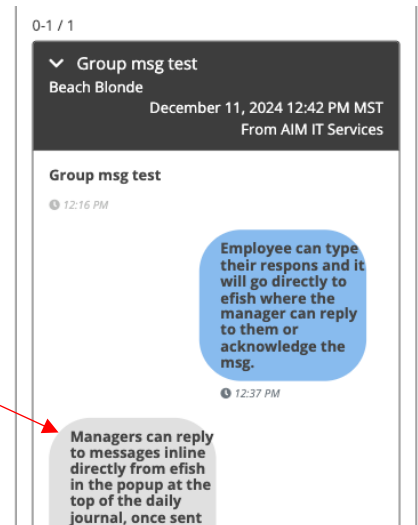 0-1 / 1
Group msg test
Beach Blonde
December 11, 2024 12:42 PM MST
From AIM IT Services
Group msg test
12:16 PM
Employee can type
their respons and it
will go directly to
efish where the
manager can reply
to them or
acknowledge the
msg.
12:37 PM
Managers can reply
to messages inline
directly from efish
in the popup at the
top of the daily
journal, once sent